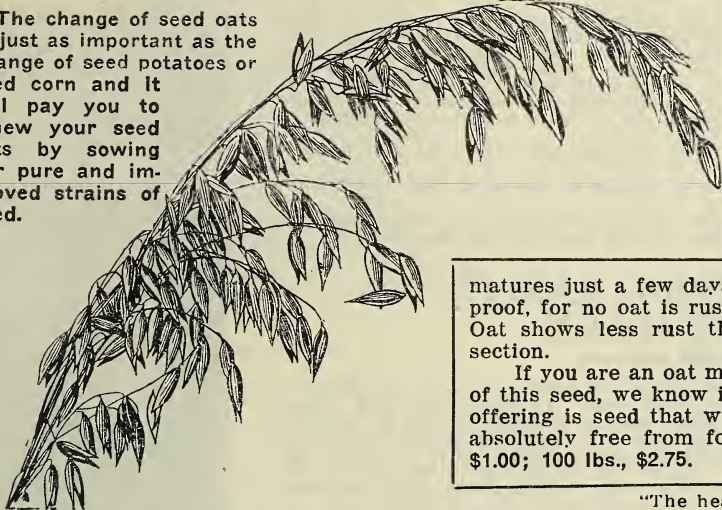 The change of seed oats
just as important as the
ange of seed potatoes or
ed corn and it
l pay you to
new your seed
ts by sowing
r pure and im-
oved strains of
ed.
matures just a few days
proof, for no oat is rus
Oat shows less rust th
section.
If you are an oat m
of this seed, we know i
offering is seed that w
absolutely free from fo
$1.00; 100 lbs., $2.75.
"The hea